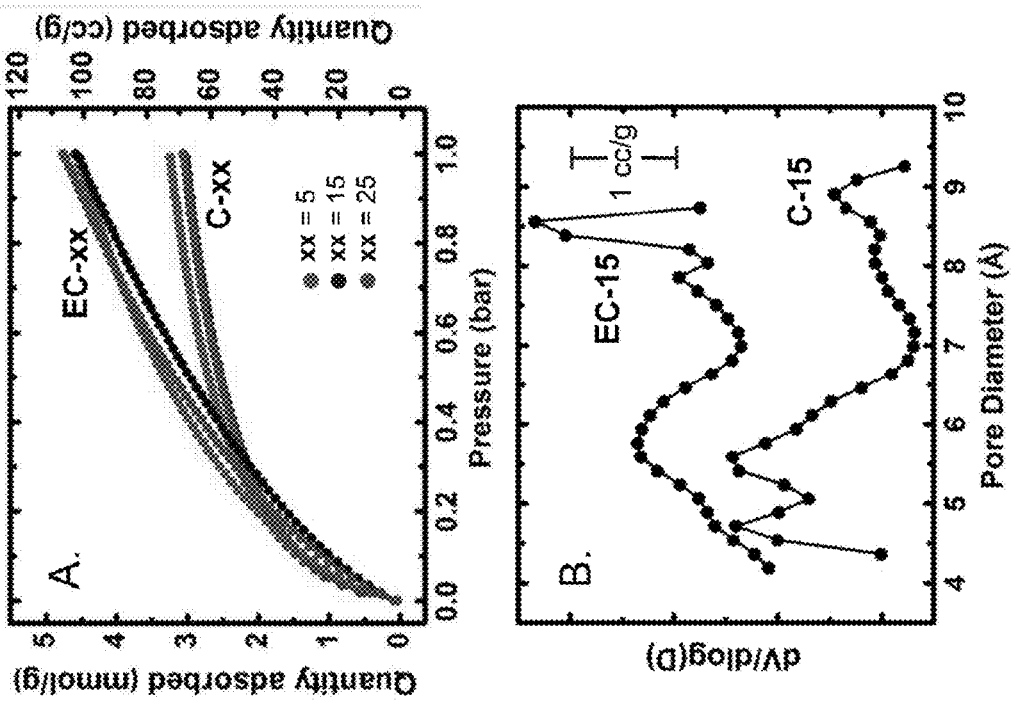 A.
Quantity adsorbed (mmol/g)
5
4
3
2
1
0
Quantity adsorbed (cc/g)
120
100
80
60
40
20
0
EC-xx
C-xx
xx = 5
xx = 15
xx = 25
0.0 0.2 0.4 0.6 0.8 1.0
Pressure (bar)
B.
dV/dlog(D)
EC-15
1 cc/g
C-15
4 5 6 7 8 9 10
Pore Diameter (Å)